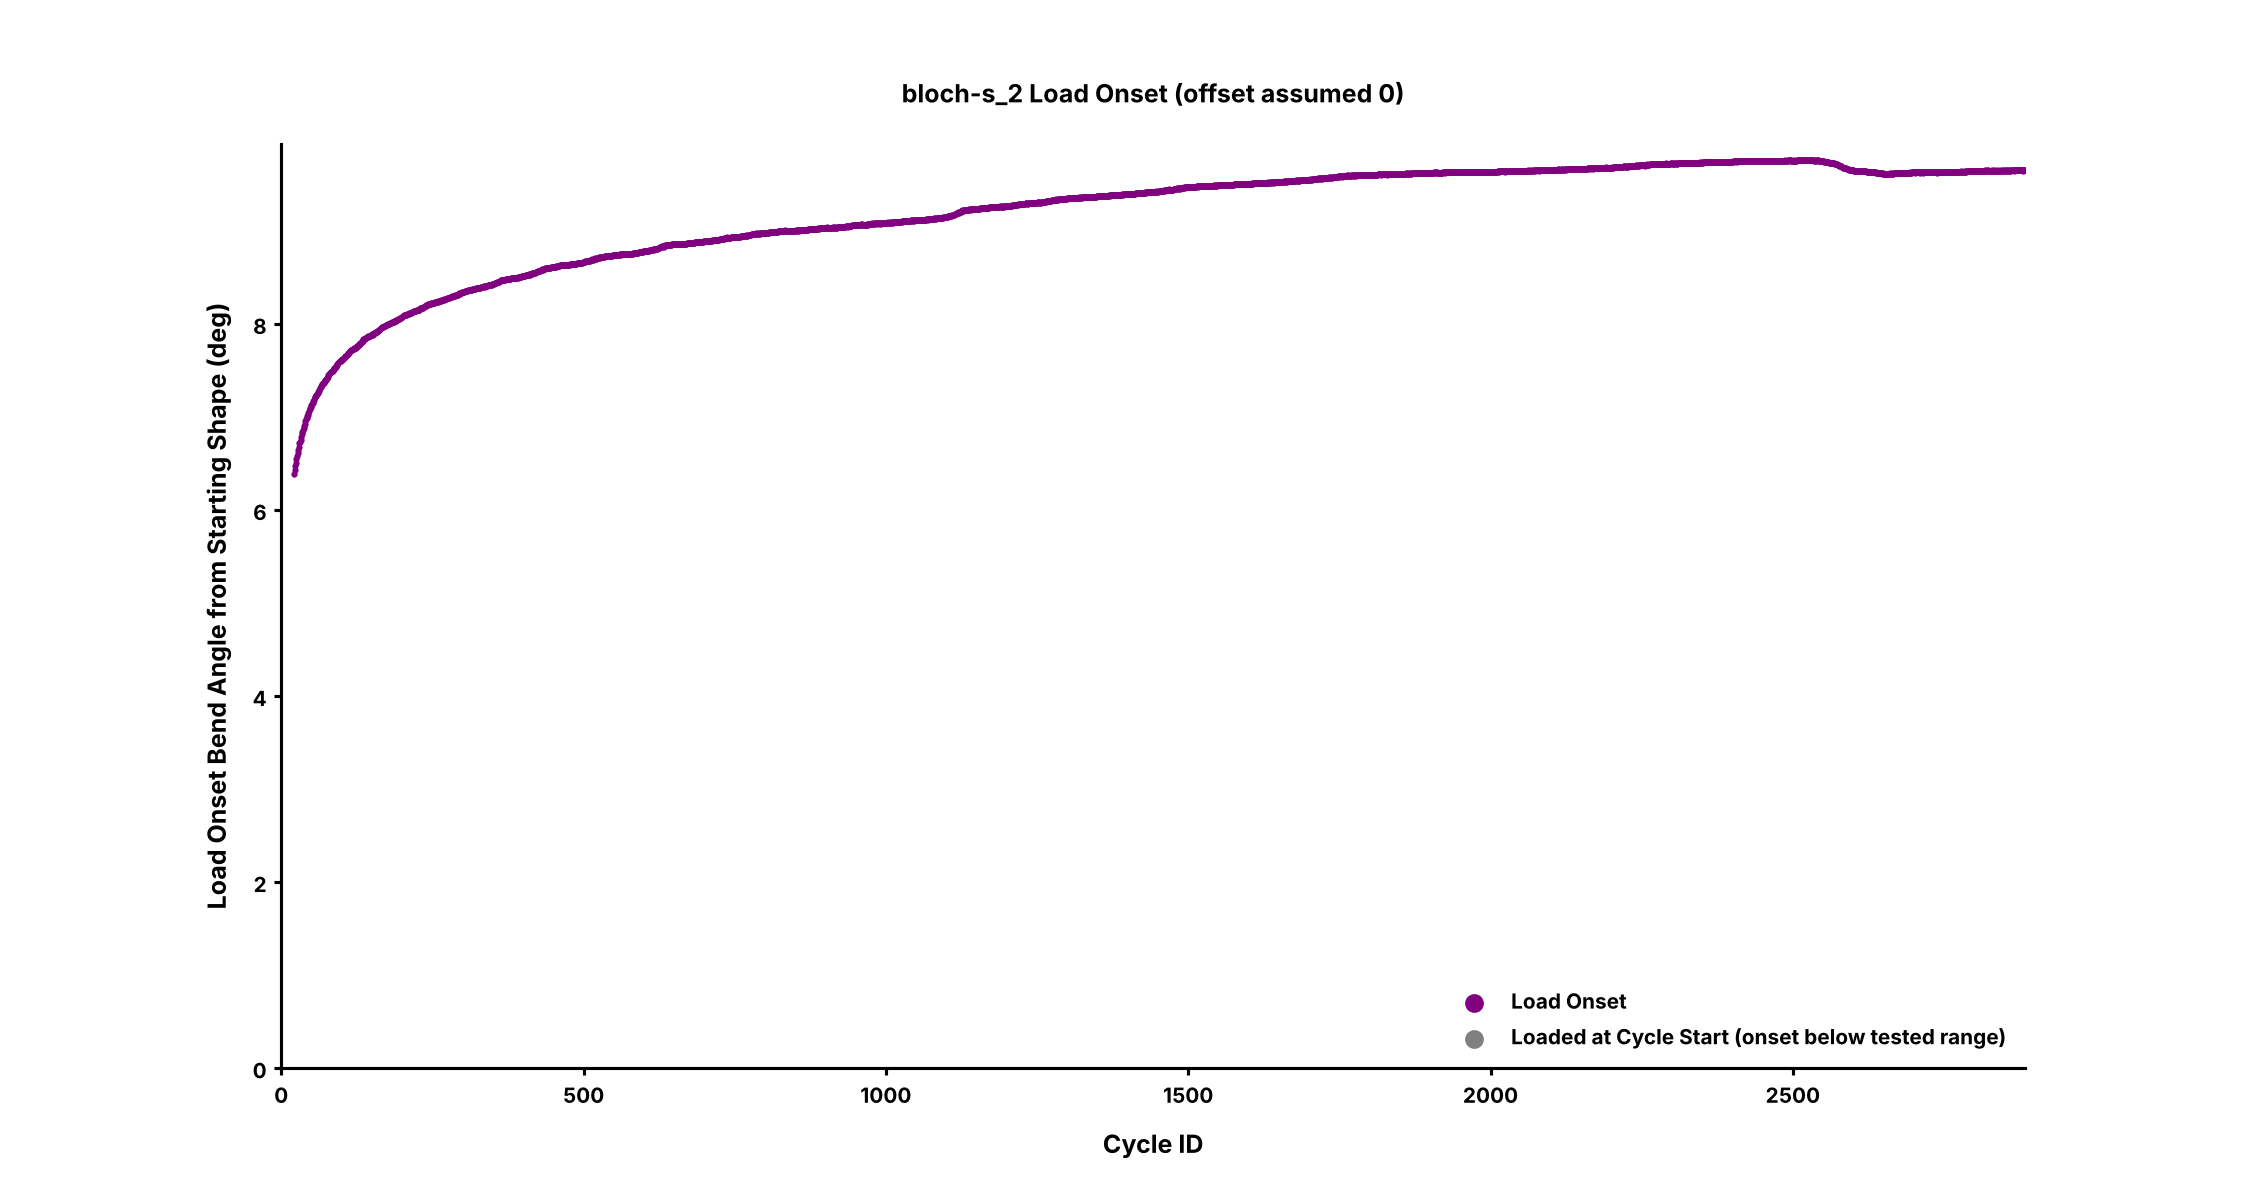 bloch-s_2 Load Onset (offset assumed 0)
Load Onset Bend Angle from Starting Shape (deg)
8
6
4
2
0
Load Onset
Loaded at Cycle Start (onset below tested range)
0 500 1000 1500 2000 2500
Cycle ID